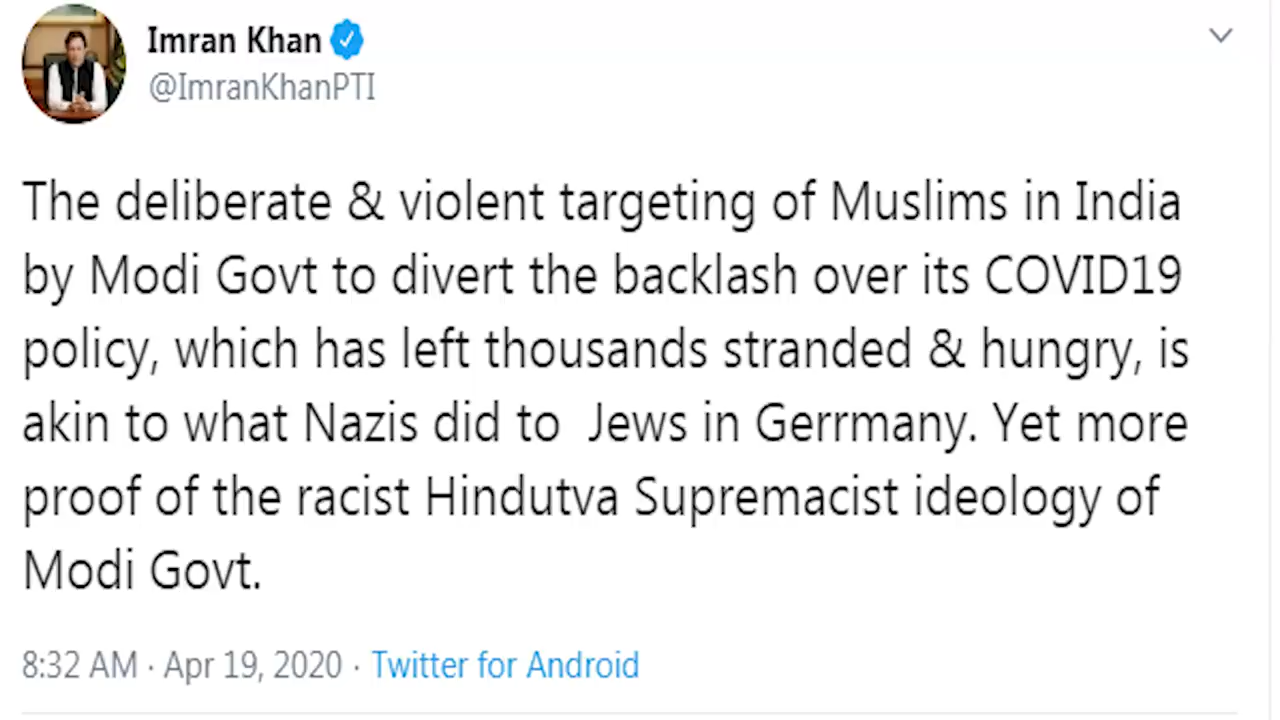 Imran Khan
@ImranKhanPTI
The deliberate & violent targeting of Muslims in India
by Modi Govt to divert the backlash over its COVID19
policy, which has left thousands stranded & hungry, is
akin to what Nazis did to  Jews in Gerrmany. Yet more
proof of the racist Hindutva Supremacist ideology of
Modi Govt.
8:32 AM · Apr 19, 2020 · Twitter for Android